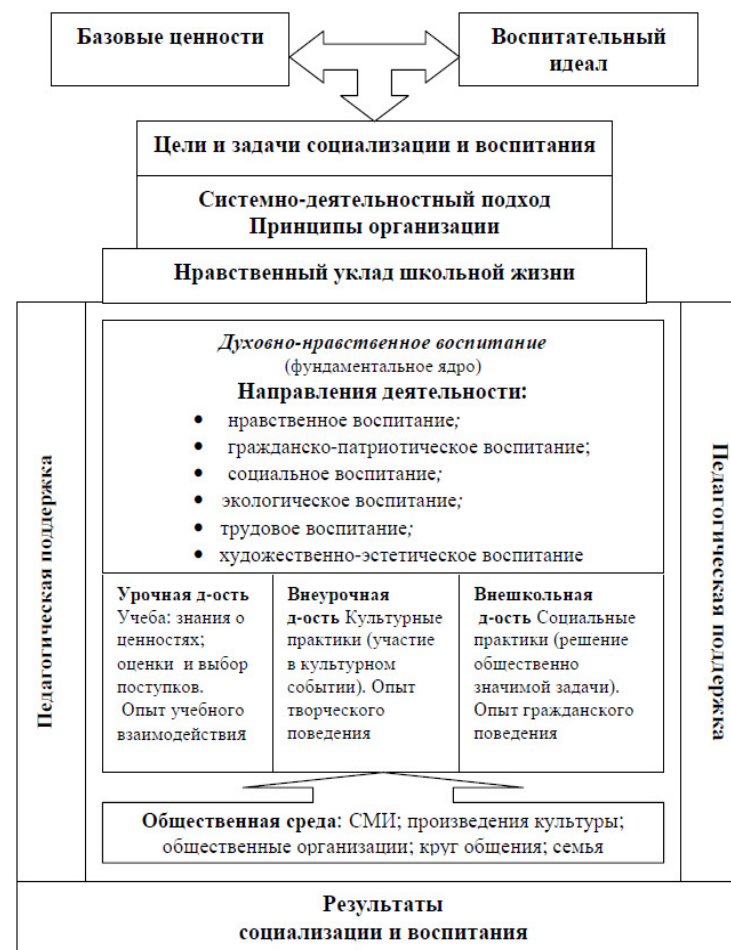 Базовые ценности
Воспитательный
идеал
Цели и задачи социализации и воспитания
Системно-деятельностный подход
Принципы организации
Нравственный уклад школьной жизни
Педагогическая поддержка
Духовно-нравственное воспитание
(фундаментальное ядро)
Направления деятельности:
• нравственное воспитание;
• гражданско-патриотическое воспитание;
• социальное воспитание;
• экологическое воспитание;
• трудовое воспитание;
• художественно-эстетическое воспитание
Урочная д-ость
Учеба: знания о
ценностях;
оценки и выбор
поступков.
Опыт учебного
взаимодействия
Внеурочная
д-ость Культурные
практики (участие
в культурном
событии). Опыт
творческого
поведения
Внешкольная
д-ость Социальные
практики (решение
общественно
значимой задачи).
Опыт гражданского
поведения
Педагогическая поддержка
Общественная среда: СМИ; произведения культуры;
общественные организации; круг общения; семья
Результаты
социализации и воспитания